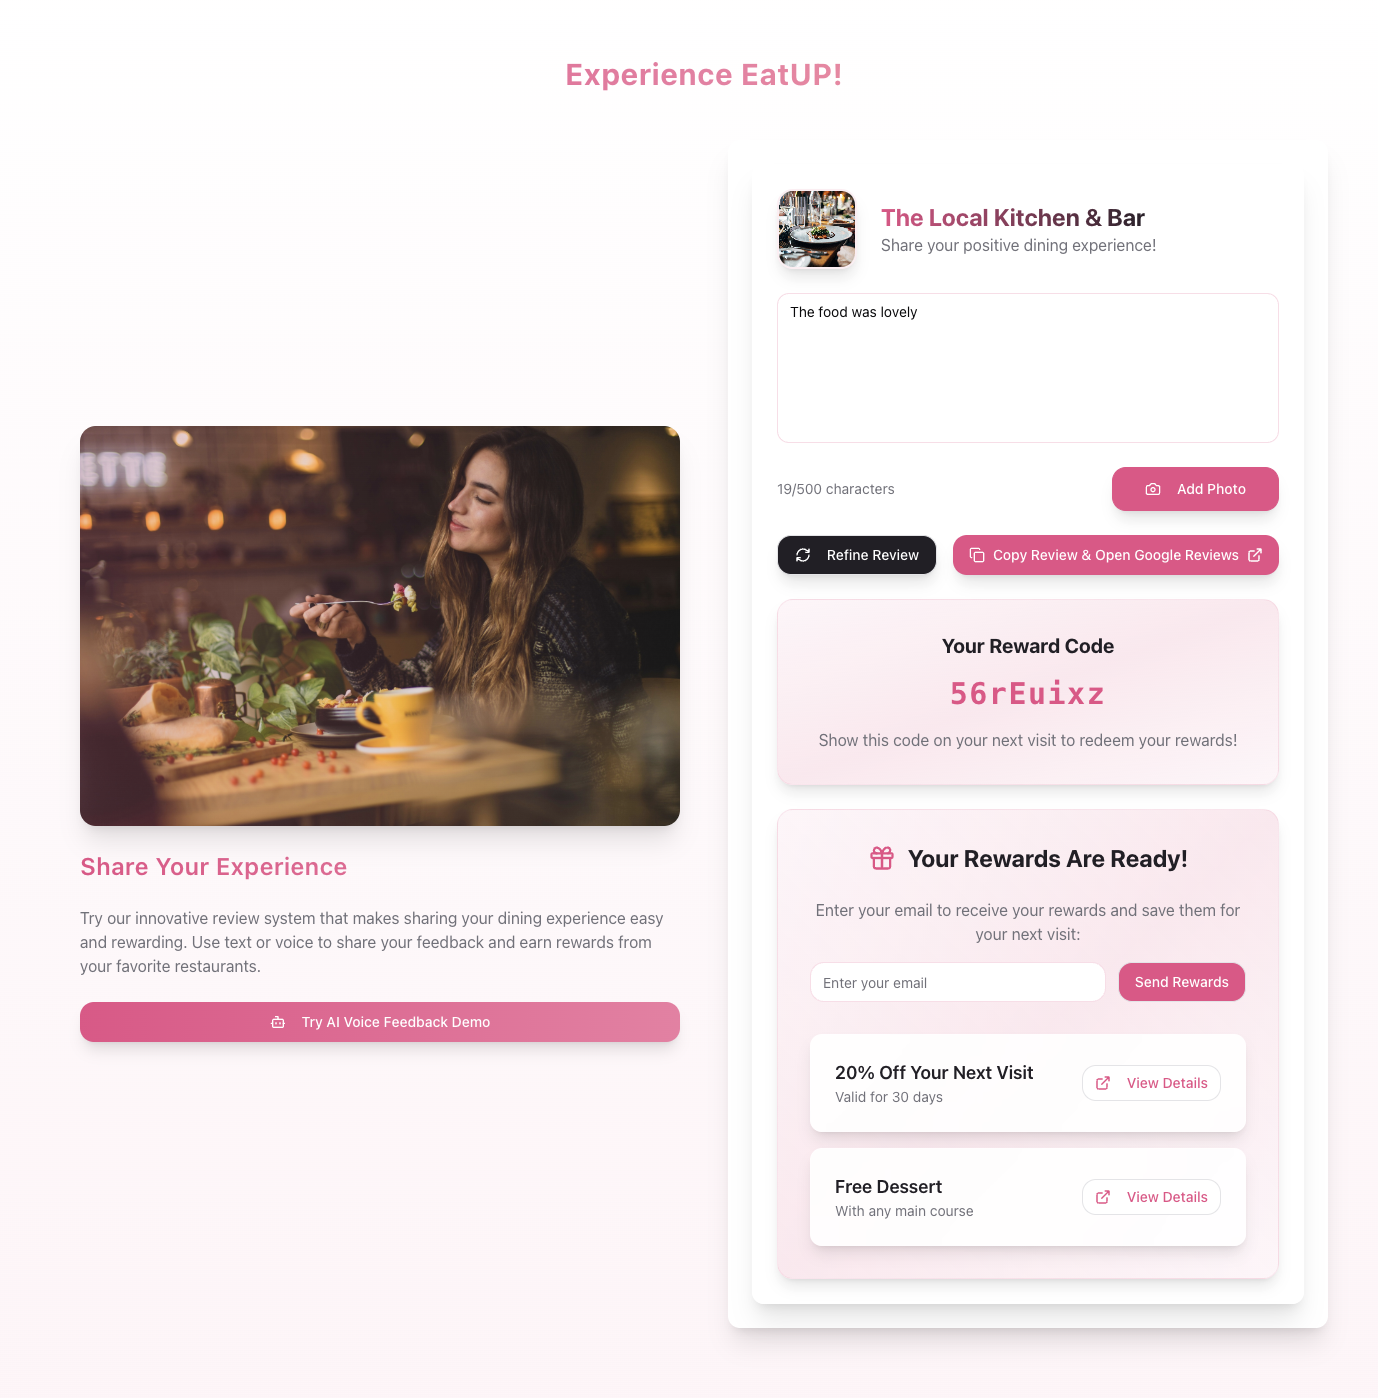 Experience EatUP!
ETTE
Share Your Experience
Try our innovative review system that makes sharing your dining experience easy
and rewarding. Use text or voice to share your feedback and earn rewards from
your favorite restaurants.
Try AI Voice Feedback Demo
The Local Kitchen & Bar
Share your positive dining experience!
The food was lovely
19/500 characters
Add Photo
Refine Review
Copy Review & Open Google Reviews
Your Reward Code
56rEuixz
Show this code on your next visit to redeem your rewards!
Your Rewards Are Ready!
Enter your email to receive your rewards and save them for
your next visit:
Enter your email
Send Rewards
20% Off Your Next Visit
Valid for 30 days
View Details
Free Dessert
With any main course
View Details